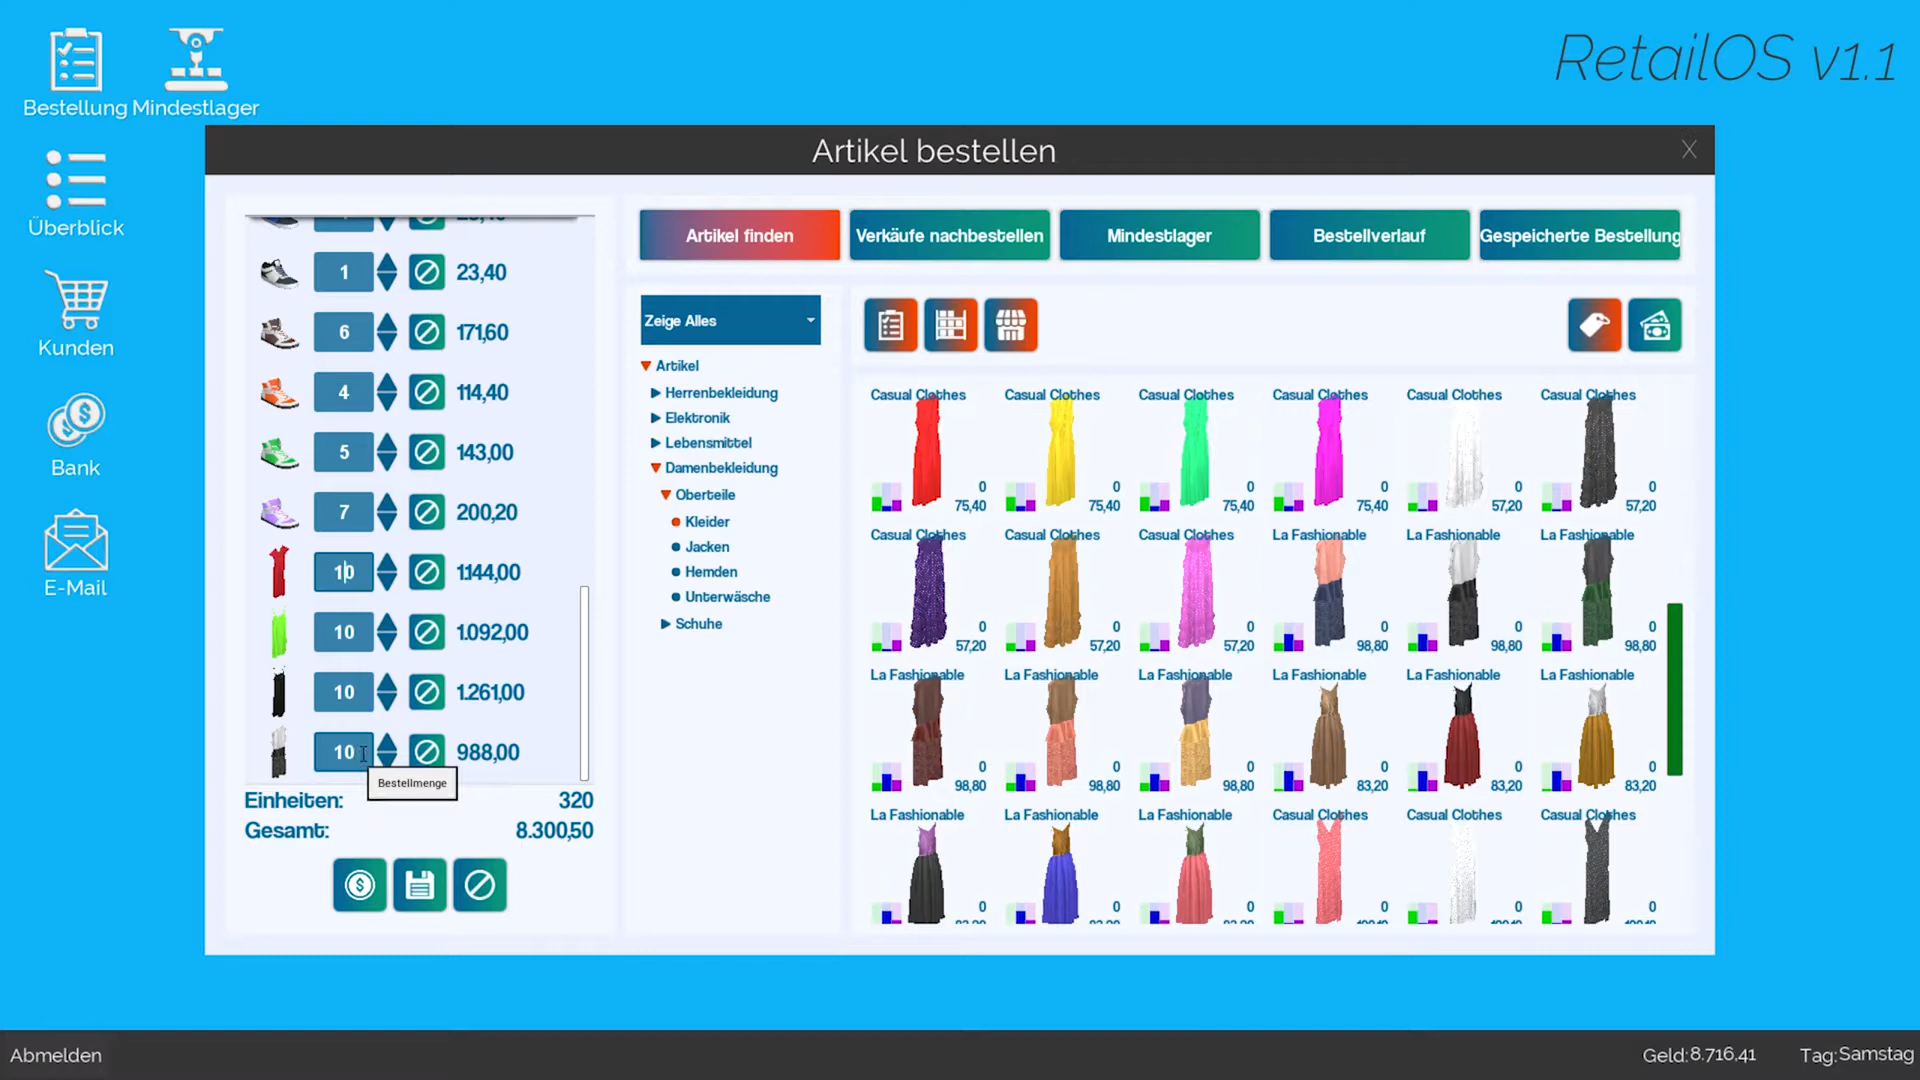 RetailOS v1.1
Bestellung
Mindestlager
Überblick
Kunden
Bank
E-Mail
Artikel bestellen
X
1 23,40
6 171,60
4 114,40
5 143,00
7 200,20
10 1.144,00
10 1.092,00
10 1.261,00
10 988,00
Bestellmenge
Einheiten: 320
Gesamt: 8.300,50
Artikel finden
Verkäufe nachbestellen
Mindestlager
Bestellverlauf
Gespeicherte Bestellung
Zeige Alles
Artikel
Herrenbekleidung
Elektronik
Lebensmittel
Damenbekleidung
Oberteile
Kleider
Jacken
Hemden
Unterwäsche
Schuhe
Casual Clothes Casual Clothes Casual Clothes Casual Clothes Casual Clothes Casual Clothes
0 0 0 0 0 0
75,40 75,40 75,40 75,40 57,20 57,20
Casual Clothes Casual Clothes Casual Clothes La Fashionable La Fashionable La Fashionable
0 0 0 0 0 0
57,20 57,20 57,20 98,80 98,80 98,80
La Fashionable La Fashionable La Fashionable La Fashionable La Fashionable La Fashionable
0 0 0 0 0 0
98,80 98,80 98,80 83,20 83,20 83,20
La Fashionable La Fashionable La Fashionable Casual Clothes Casual Clothes Casual Clothes
0 0 0 0 0 0
Abmelden
Geld:8.716,41
Tag:Samstag